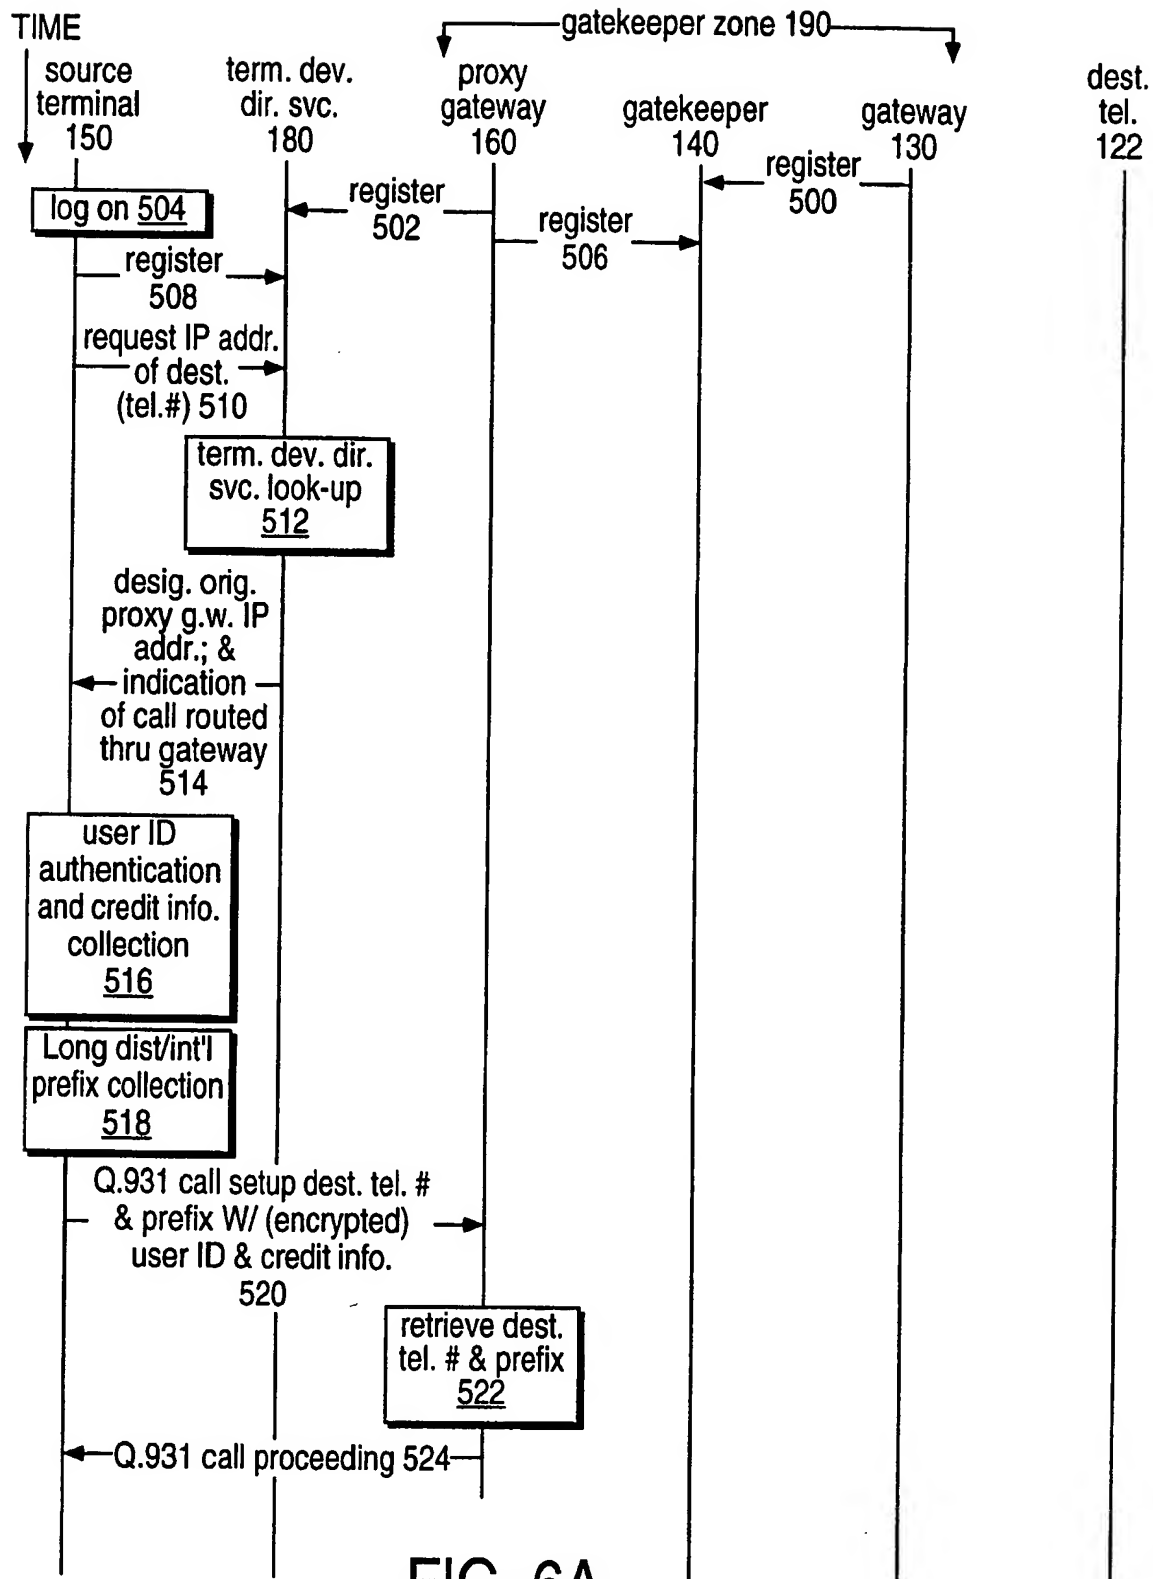 TIME
gatekeeper zone 190
source
terminal
150
term. dev.
dir. svc.
180
proxy
gateway
160
gatekeeper
140
gateway
130
dest.
tel.
122
register
500
log on 504
register
502
register
506
register
508
request IP addr.
of dest.
(tel.#) 510
term. dev. dir.
svc. look-up
512
desig. orig.
proxy g.w. IP
addr.; &
indication
of call routed
thru gateway
514
user ID
authentication
and credit info.
collection
516
Long dist/int'l
prefix collection
518
Q.931 call setup dest. tel. #
& prefix W/ (encrypted)
user ID & credit info.
520
retrieve dest.
tel. # & prefix
522
Q.931 call proceeding 524
FIG. 6A